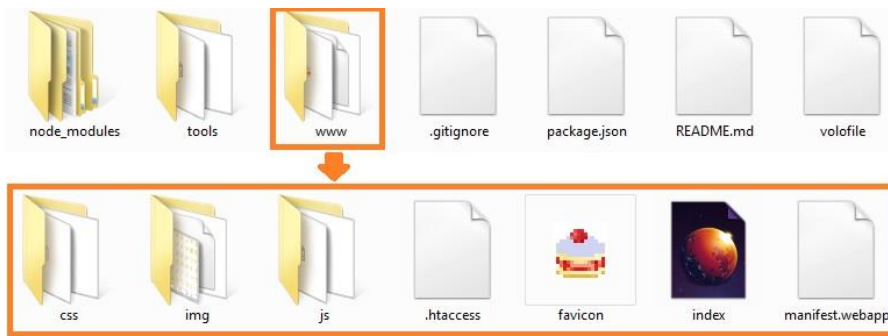 node_modules tools www .gitignore package.json README.md volofile
css img js .htaccess favicon index manifest.webapp